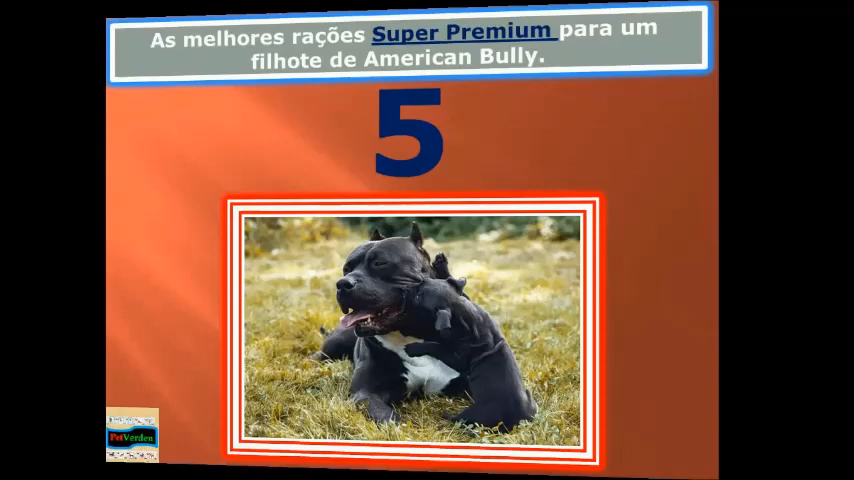 As melhores rações Super Premium para um
filhote de American Bully.
5
PetVerden